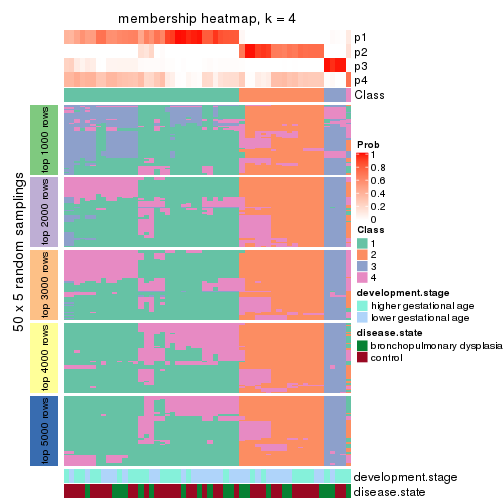 membership heatmap, k = 4
p1
p2
p3
p4
Class
50 x 5 random samplings
top 1000 rows
top 2000 rows
top 3000 rows
top 4000 rows
top 5000 rows
Prob
1
0.8
0.6
0.4
0.2
0
Class
1
2
3
4
development.stage
higher gestational age
lower gestational age
disease.state
bronchopulmonary dysplasia
control
development.stage
disease.state